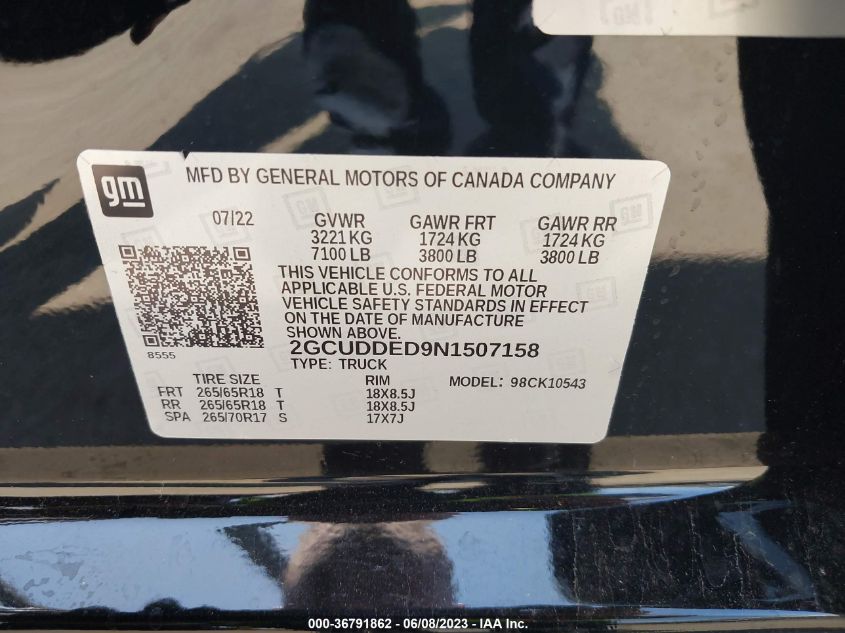 gm
MFD BY GENERAL MOTORS OF CANADA COMPANY
07/22 GVWR GAWR FRT GAWR RR
3221 KG 1724 KG 1724 KG
7100 LB 3800 LB 3800 LB
THIS VEHICLE CONFORMS TO ALL
APPLICABLE U.S. FEDERAL MOTOR
VEHICLE SAFETY STANDARDS IN EFFECT
ON THE DATE OF MANUFACTURE
SHOWN ABOVE.
8555
2GCUDDED9N1507158
TYPE: TRUCK
TIRE SIZE RIM MODEL: 98CK10543
FRT 265/65R18 T 18X8.5J
RR 265/65R18 T 18X8.5J
SPA 265/70R17 S 17X7J
000-36791862 - 06/08/2023 - IAA Inc.